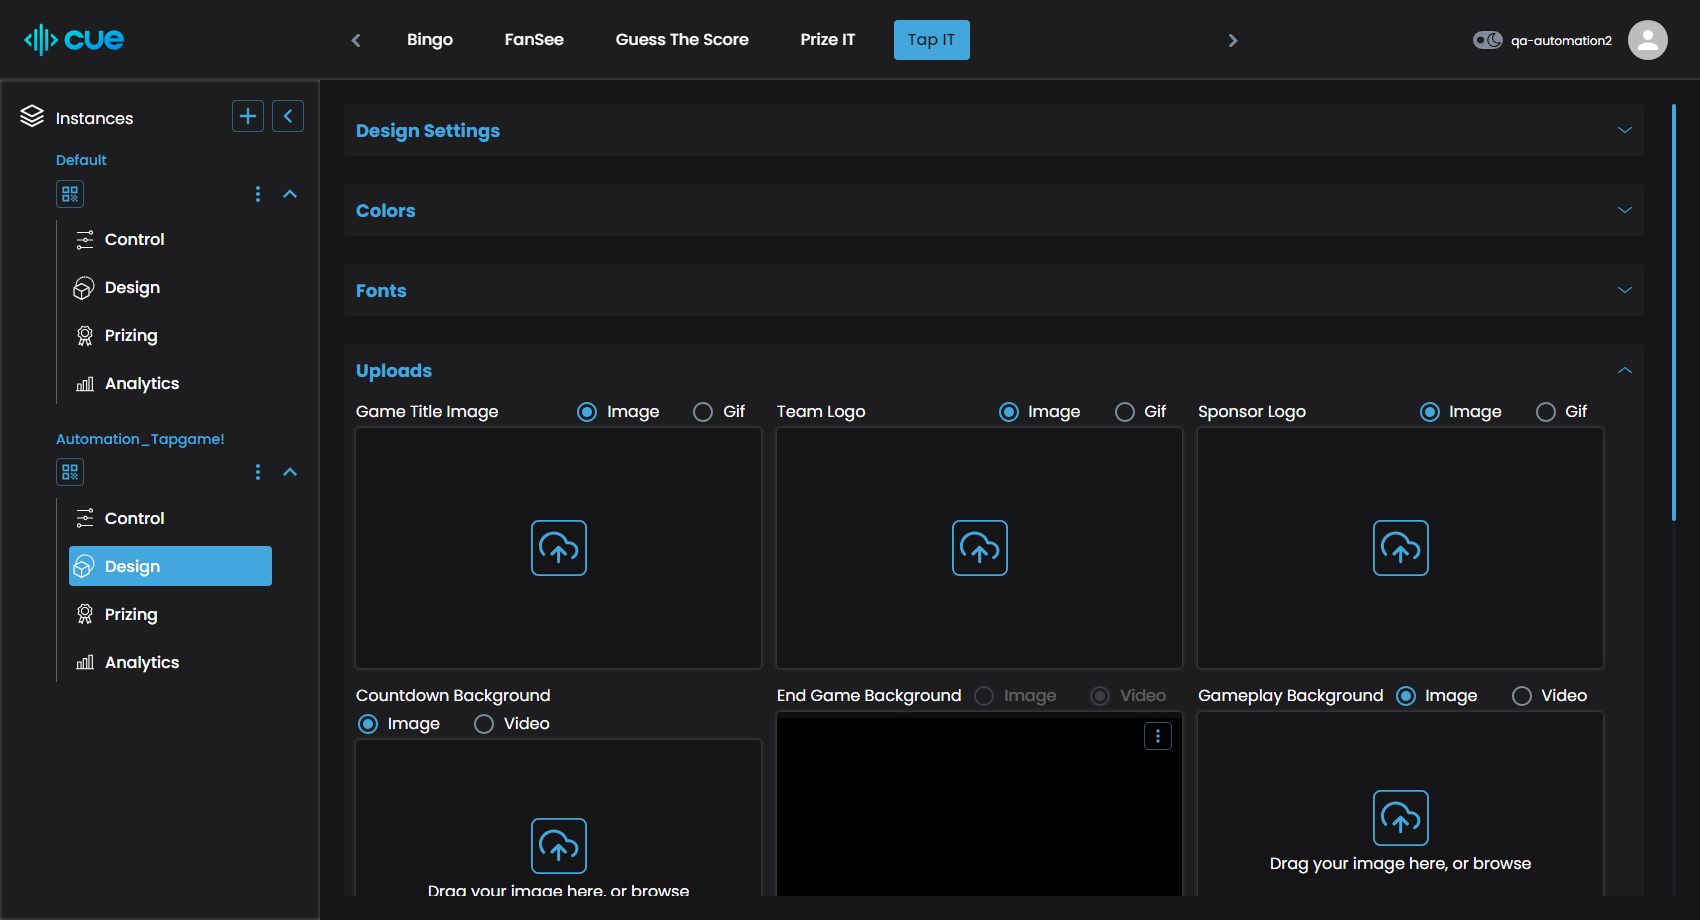 cue
Bingo
FanSee
Guess The Score
Prize IT
Tap IT
qa-automation2
Instances
Default
Control
Design
Prizing
Analytics
Automation_Tapgame!
Control
Design
Prizing
Analytics
Design Settings
Colors
Fonts
Uploads
Game Title Image
Image
Gif
Team Logo
Image
Gif
Sponsor Logo
Image
Gif
Countdown Background
Image
Video
Drag your image here, or browse
End Game Background
Image
Video
Gameplay Background
Image
Video
Drag your image here, or browse